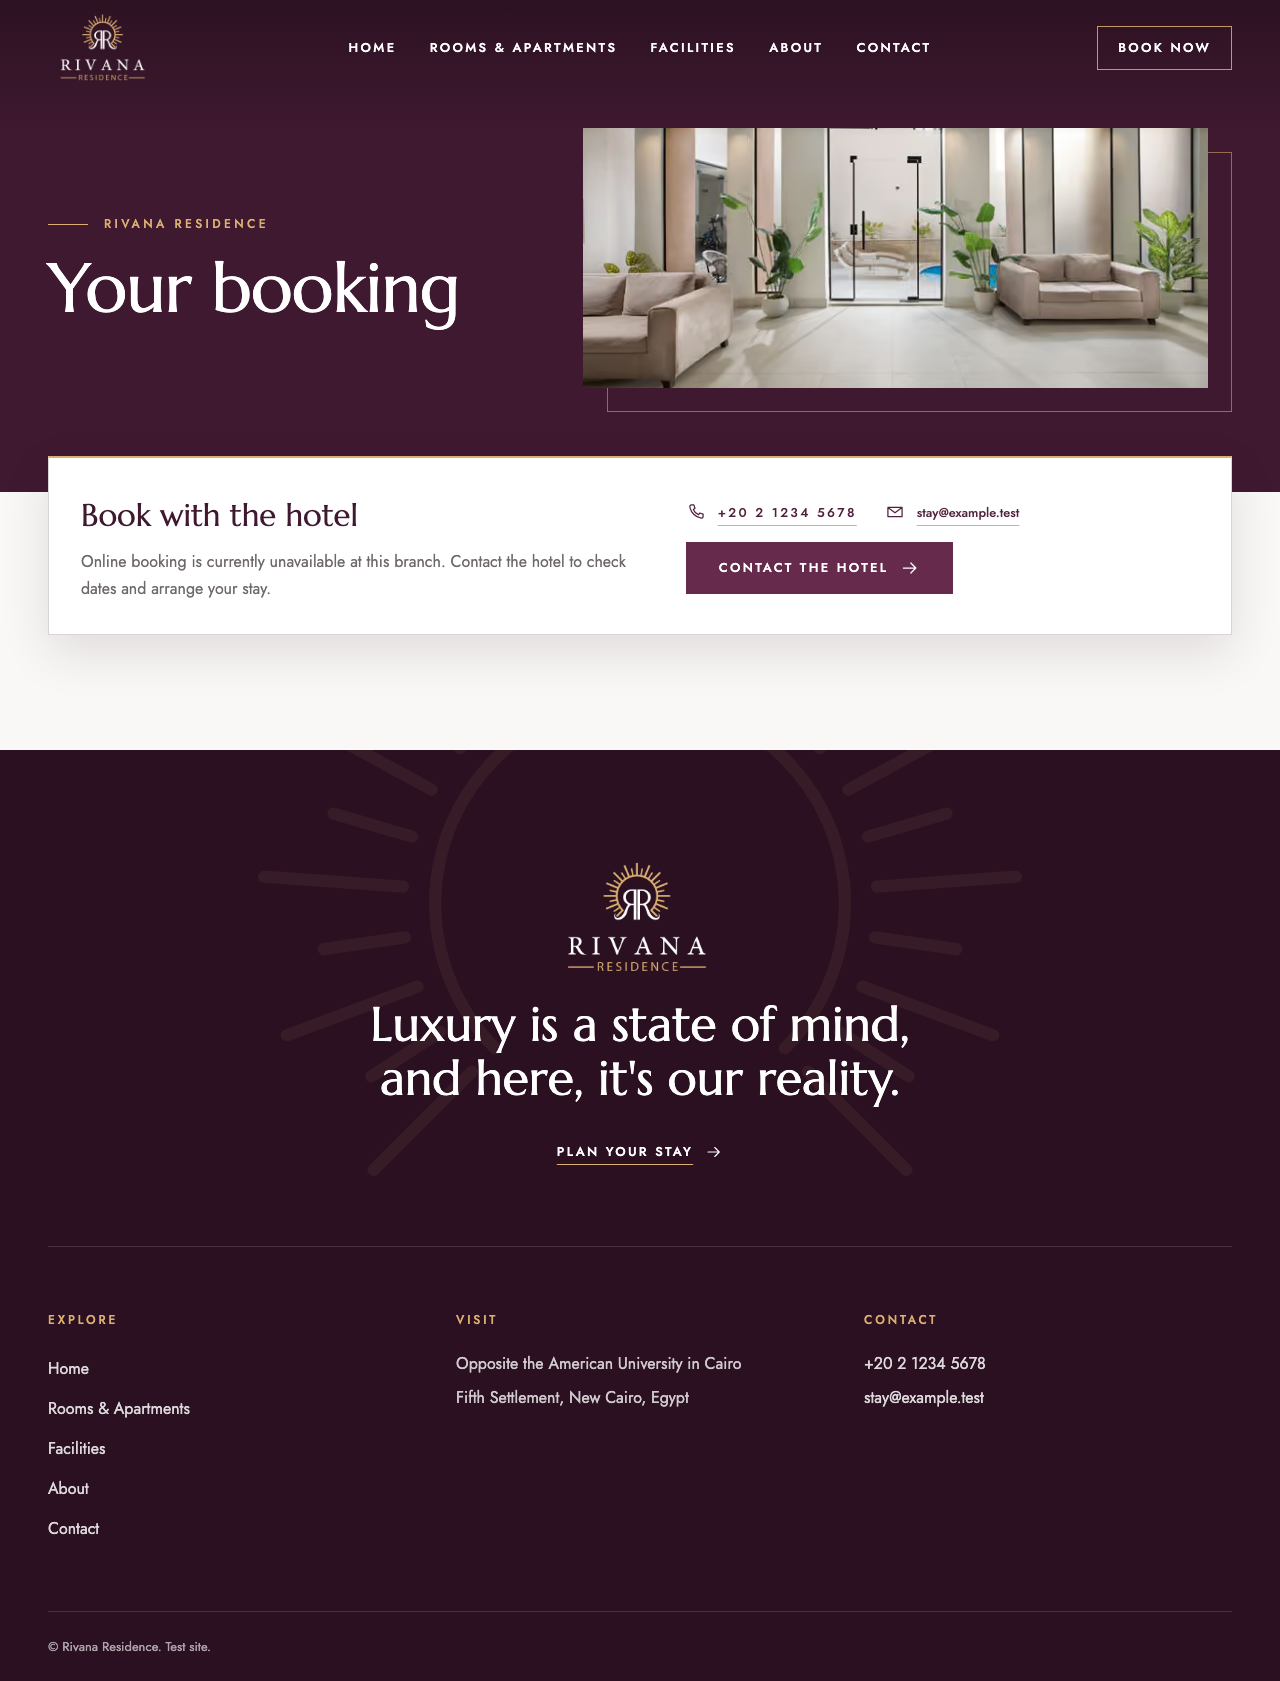 RIVANA
RESIDENCE
HOME
ROOMS & APARTMENTS
FACILITIES
ABOUT
CONTACT
BOOK NOW
RIVANA RESIDENCE
Your booking
Book with the hotel
Online booking is currently unavailable at this branch. Contact the hotel to check
dates and arrange your stay.
+20 2 1234 5678
stay@example.test
CONTACT THE HOTEL
RIVANA
RESIDENCE
Luxury is a state of mind,
and here, it's our reality.
PLAN YOUR STAY
EXPLORE
Home
Rooms & Apartments
Facilities
About
Contact
VISIT
Opposite the American University in Cairo
Fifth Settlement, New Cairo, Egypt
CONTACT
+20 2 1234 5678
stay@example.test
© Rivana Residence. Test site.